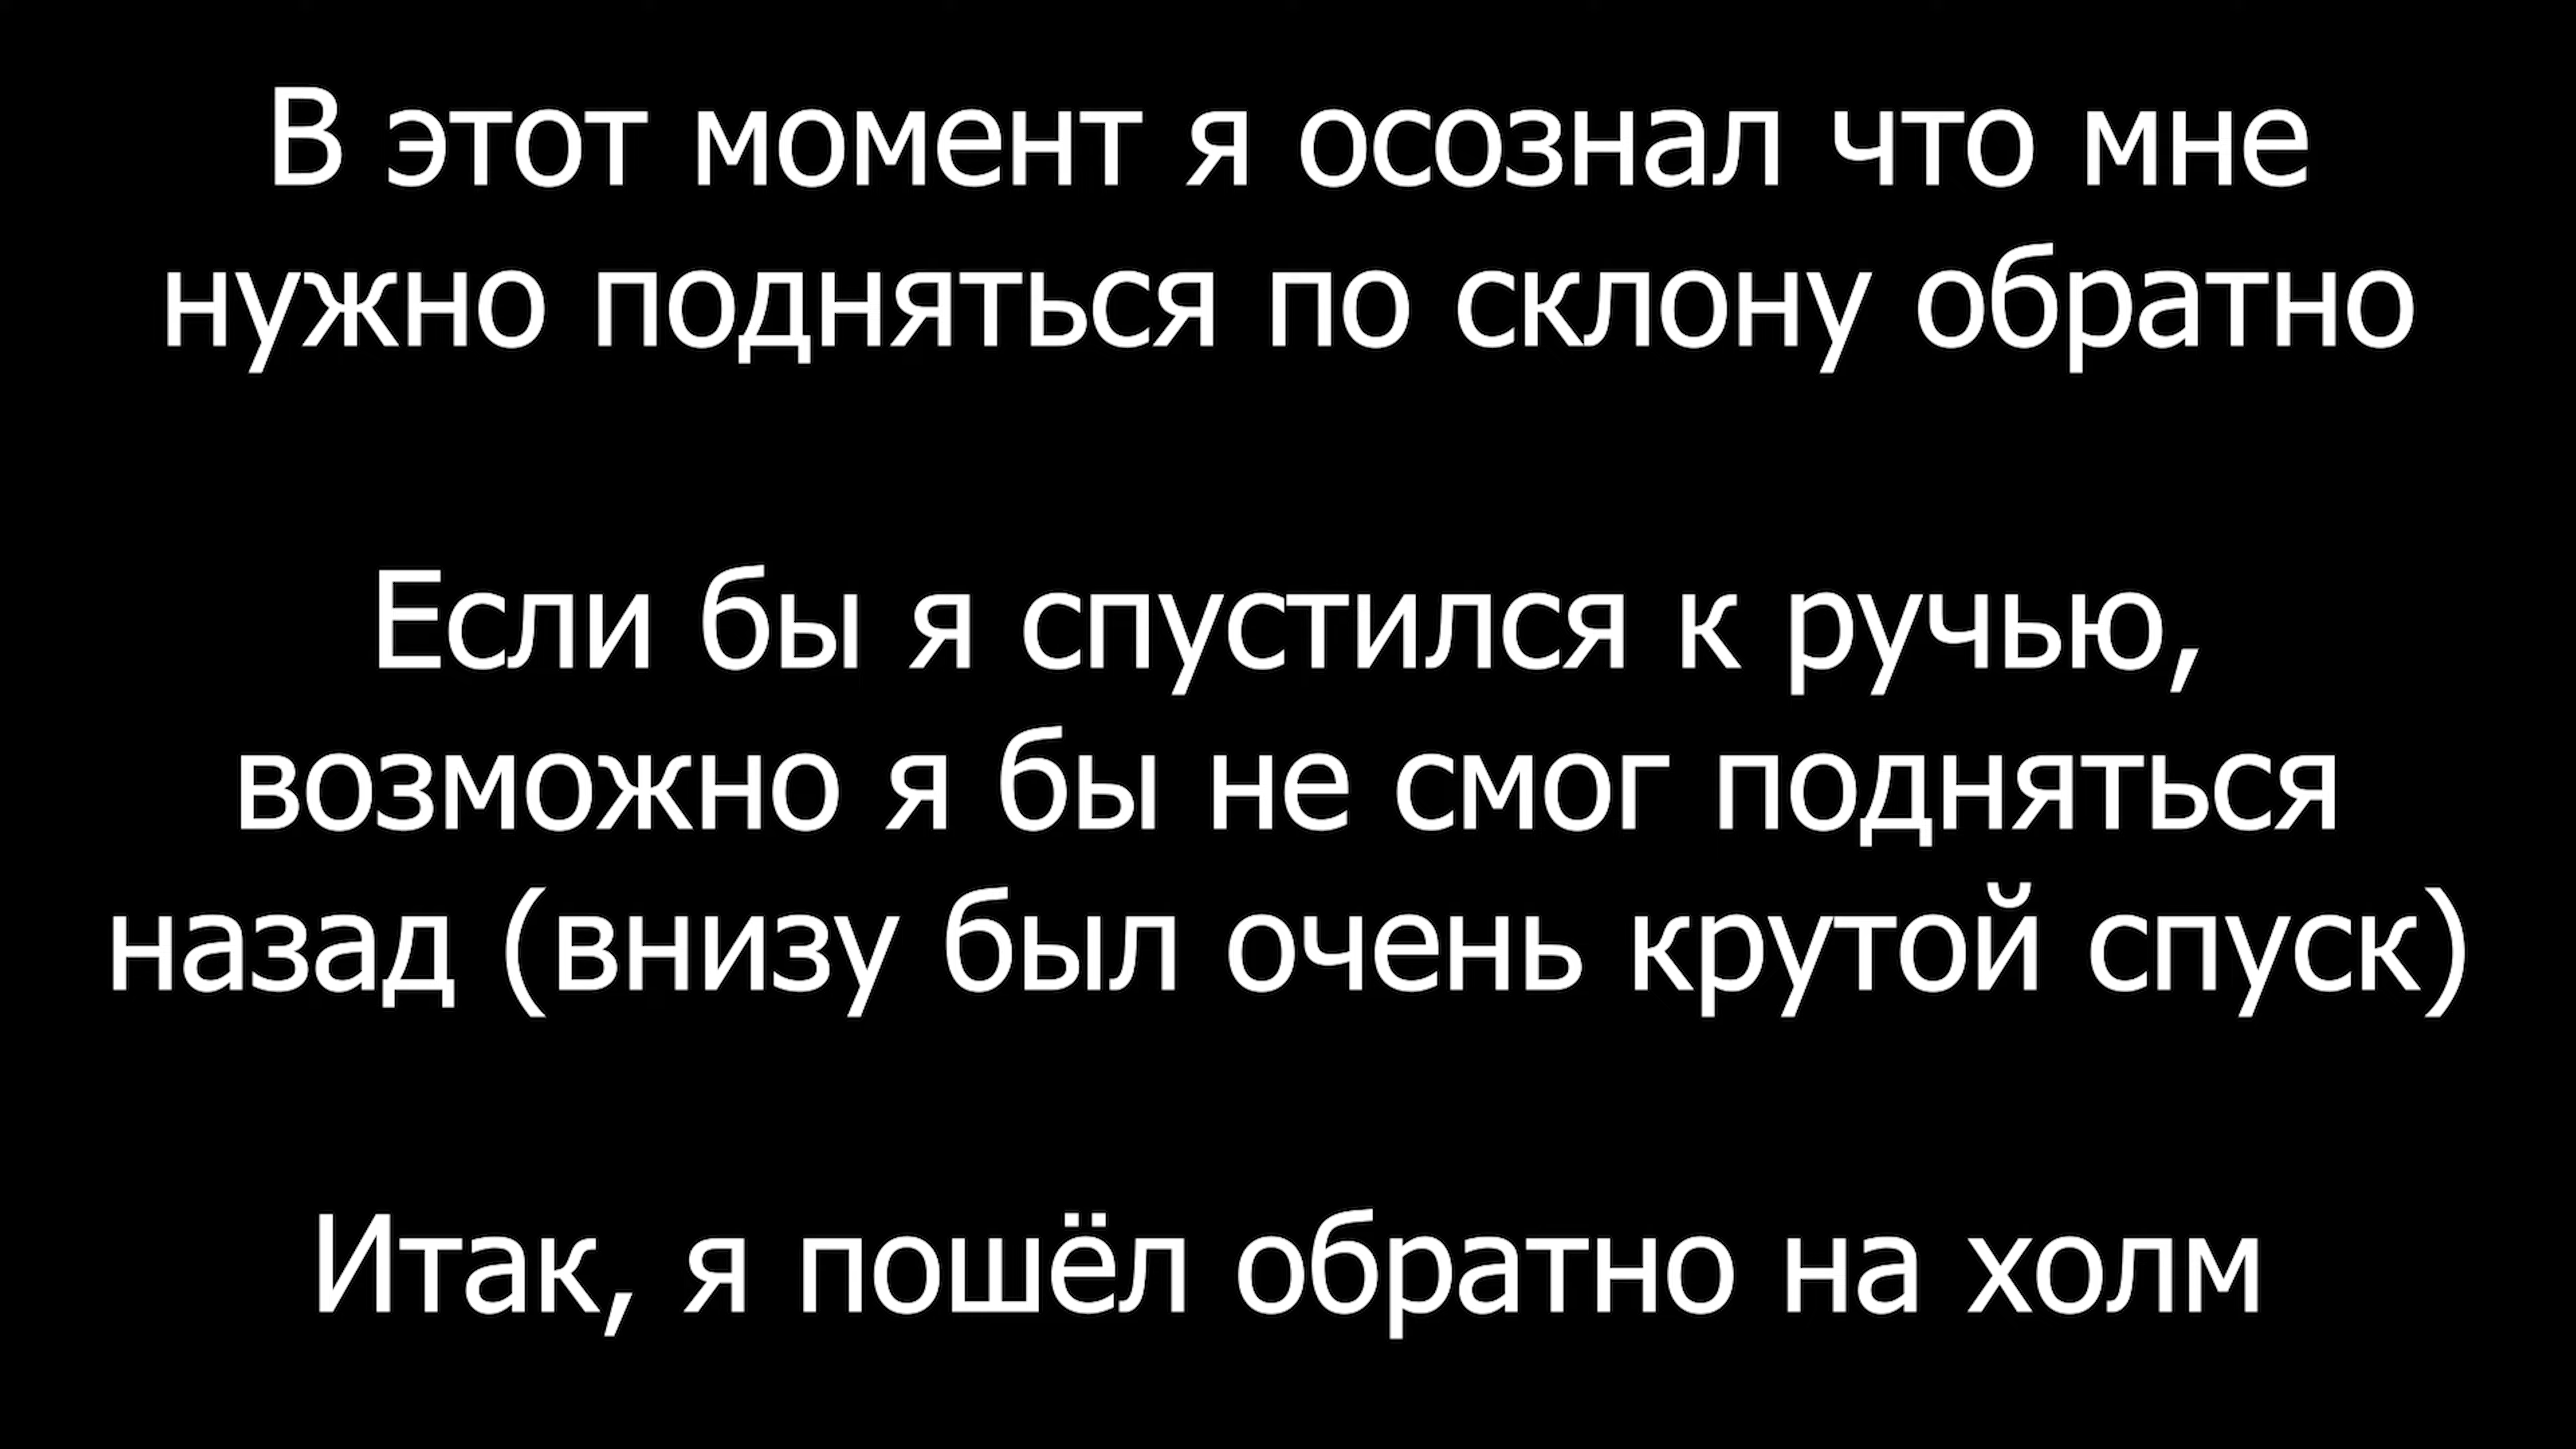 В этот момент я осознал что мне
нужно подняться по склону обратно
Если бы я спустился к ручью,
возможно я бы не смог подняться
назад (внизу был очень крутой спуск)
Итак, я пошёл обратно на холм